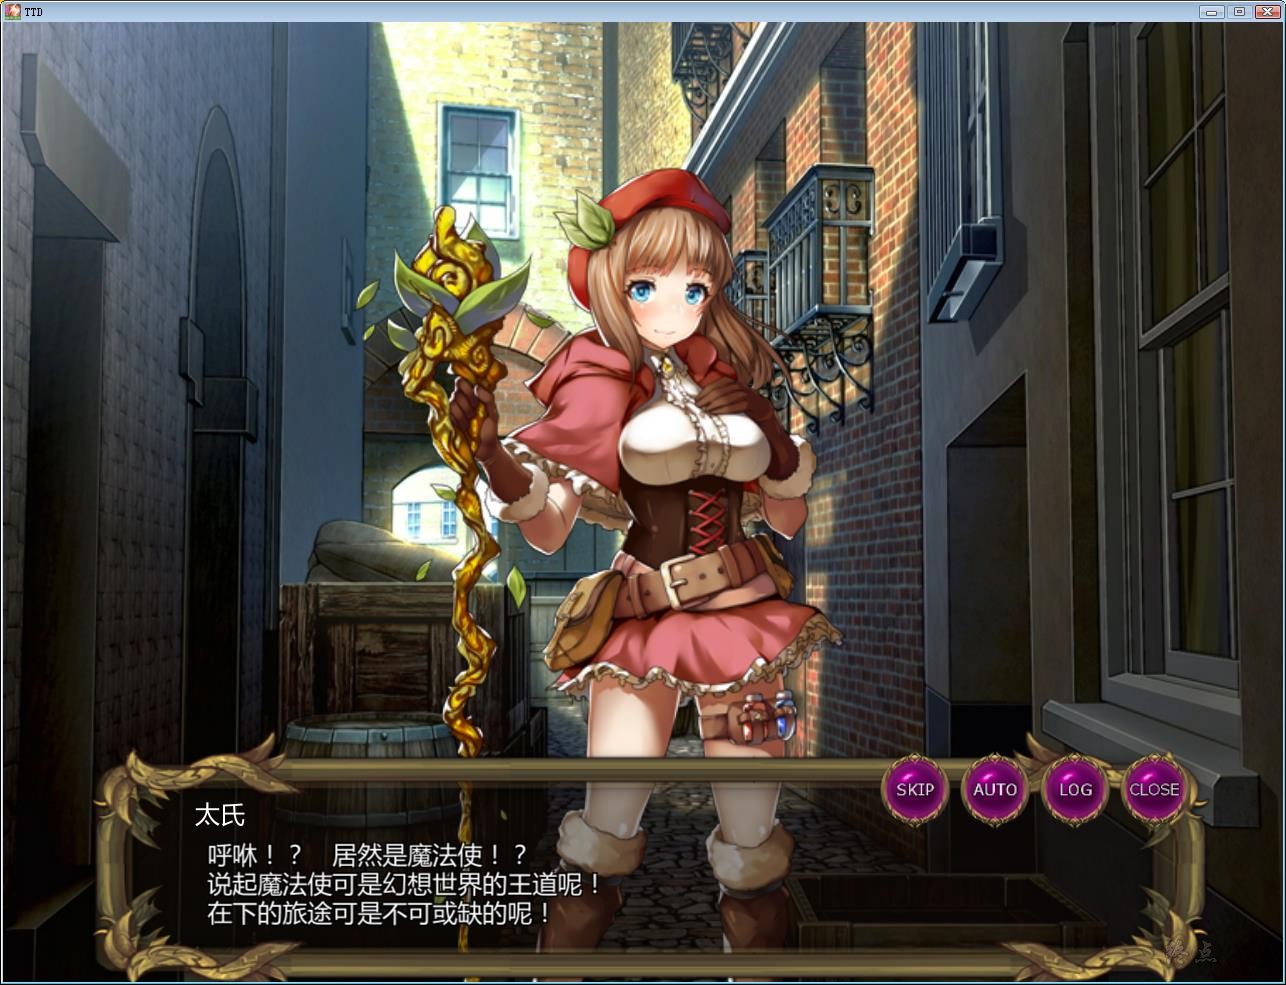 TTD
SKIP
AUTO
LOG
CLOSE
太氏
呼咻！？　居然是魔法使！？
说起魔法使可是幻想世界的王道呢！
在下的旅途可是不可或缺的呢！